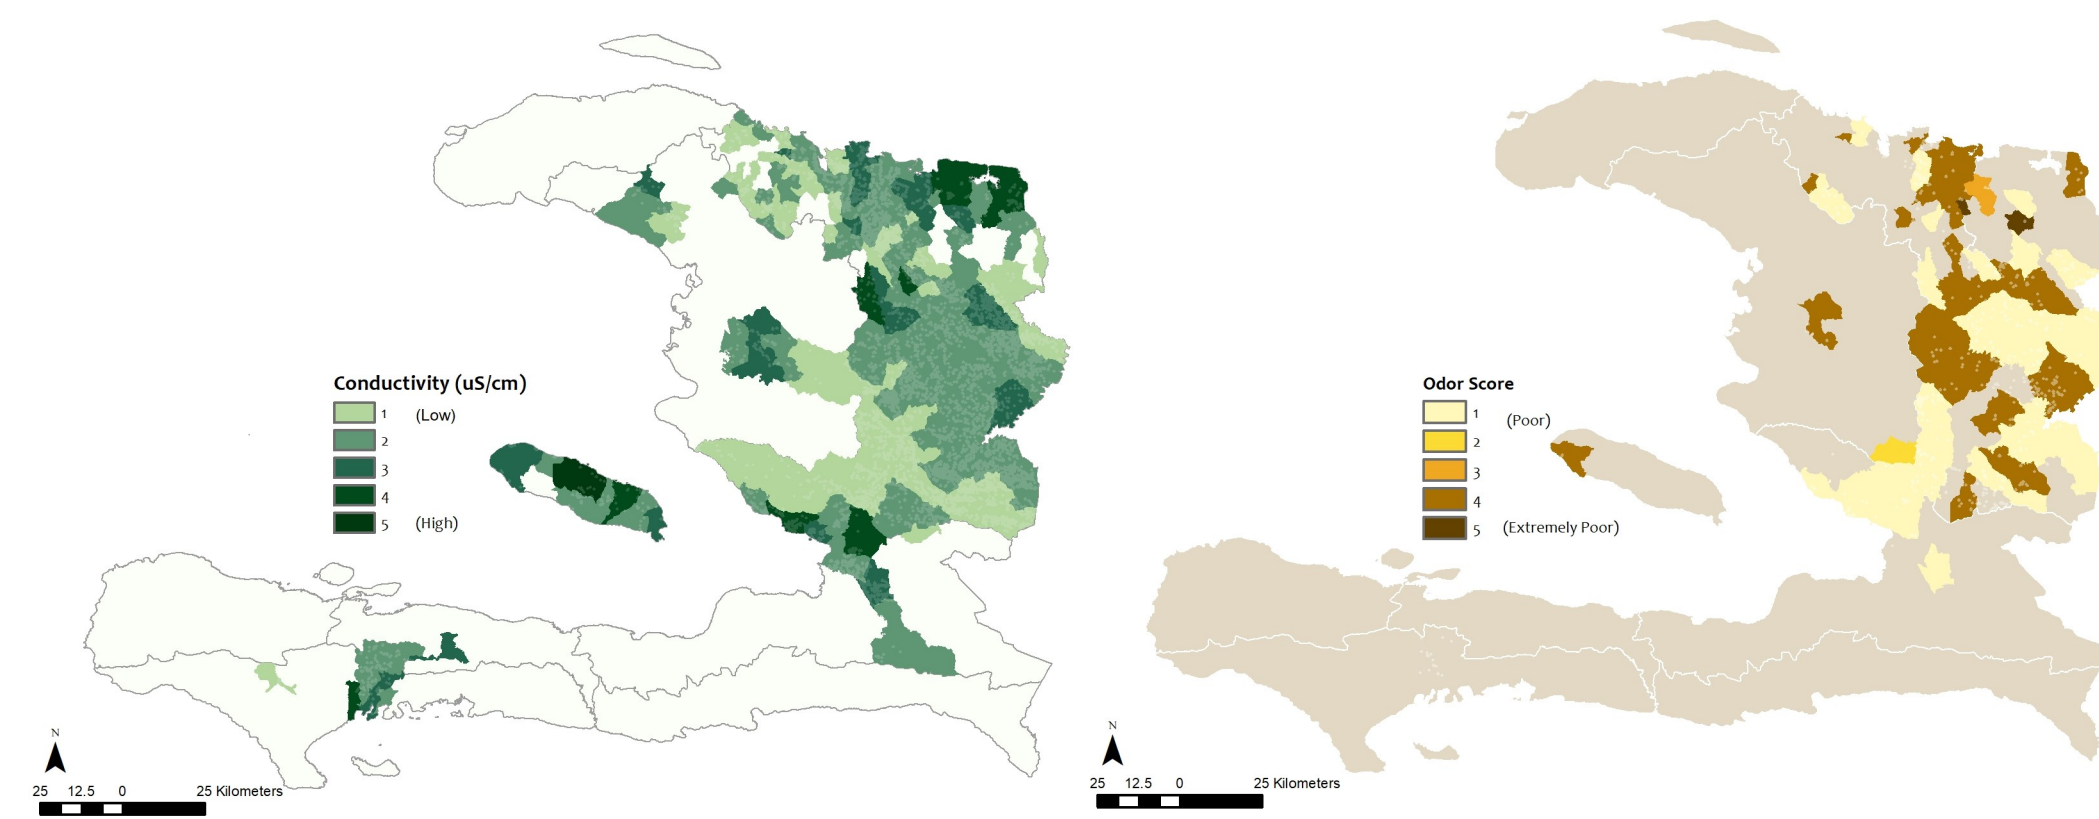 Conductivity (uS/cm)
1 (Low)
2
3
4
5 (High)
N
25 12.5 0 25 Kilometers
Odor Score
1 (Poor)
2
3
4
5 (Extremely Poor)
N
25 12.5 0 25 Kilometers